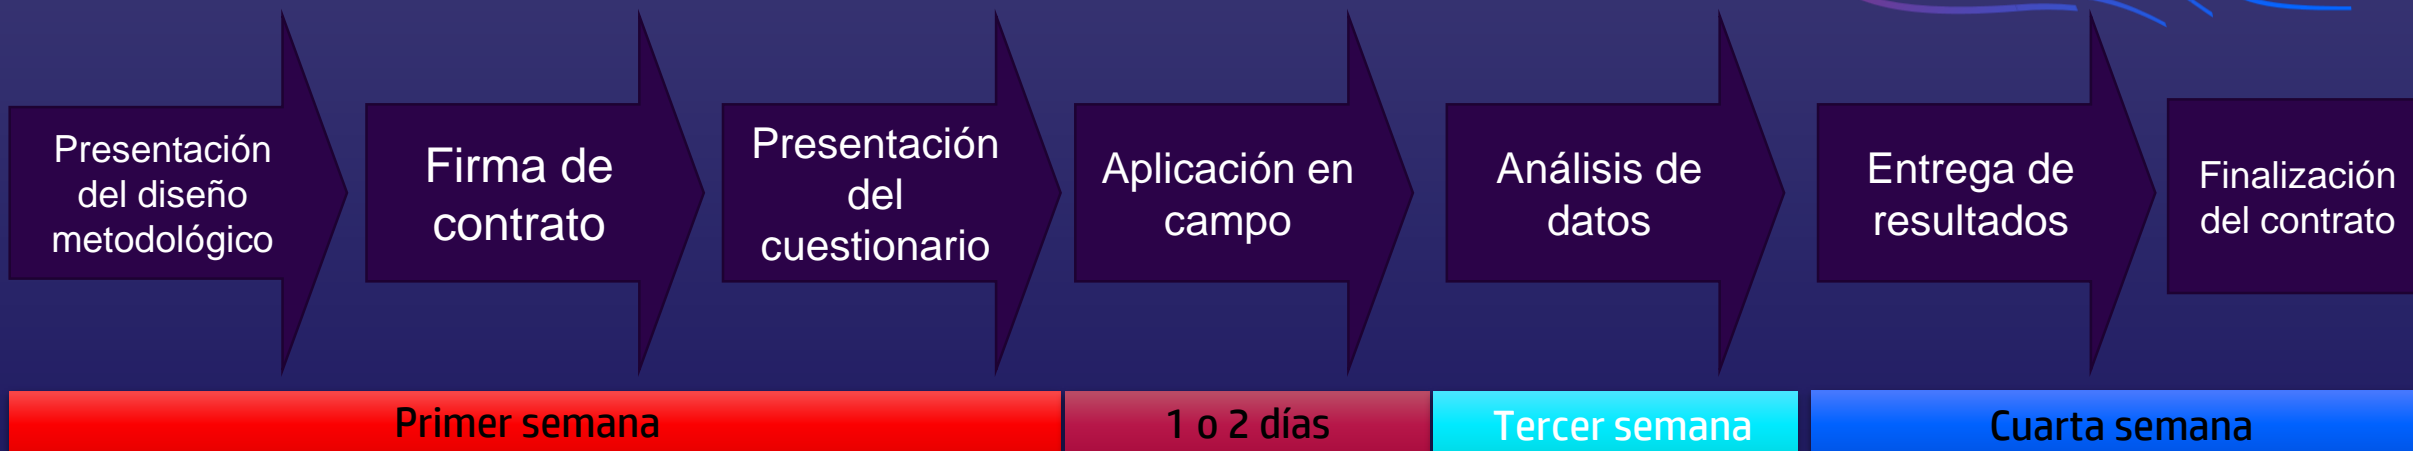 Presentación
del diseño
metodológico
Firma de
contrato
Presentación
del
cuestionario
Aplicación en
campo
Análisis de
datos
Entrega de
resultados
Finalización
del contrato
Primer semana
1 o 2 días
Tercer semana
Cuarta semana